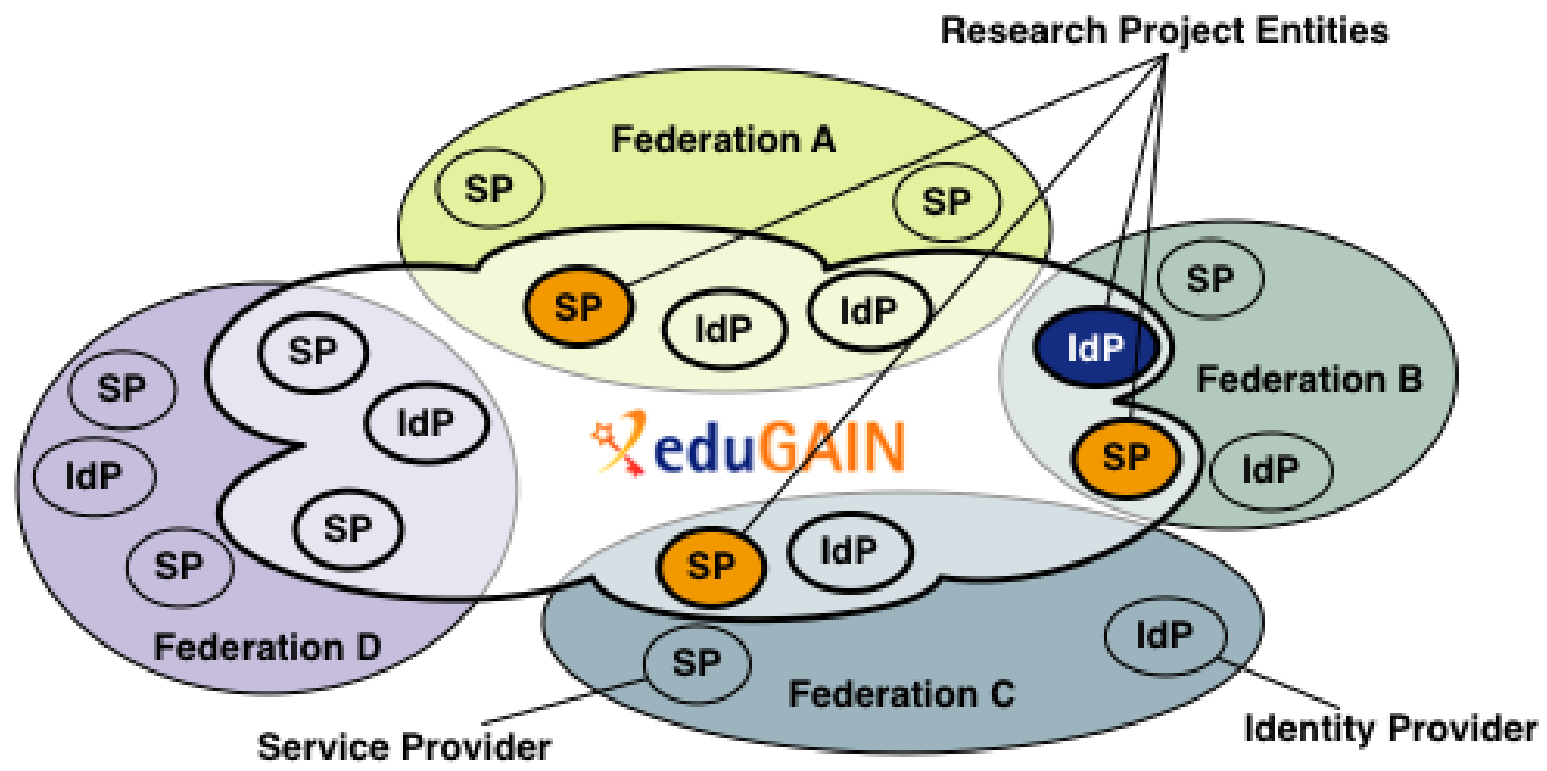 Research Project Entities
Federation A
SP
SP
SP
IdP
IdP
SP
IdP
Federation B
SP
IdP
SP
IdP
SP
SP
IdP
IdP
SP
SP
Federation D
eduGAIN
SP
IdP
SP
IdP
Federation C
Service Provider
Identity Provider